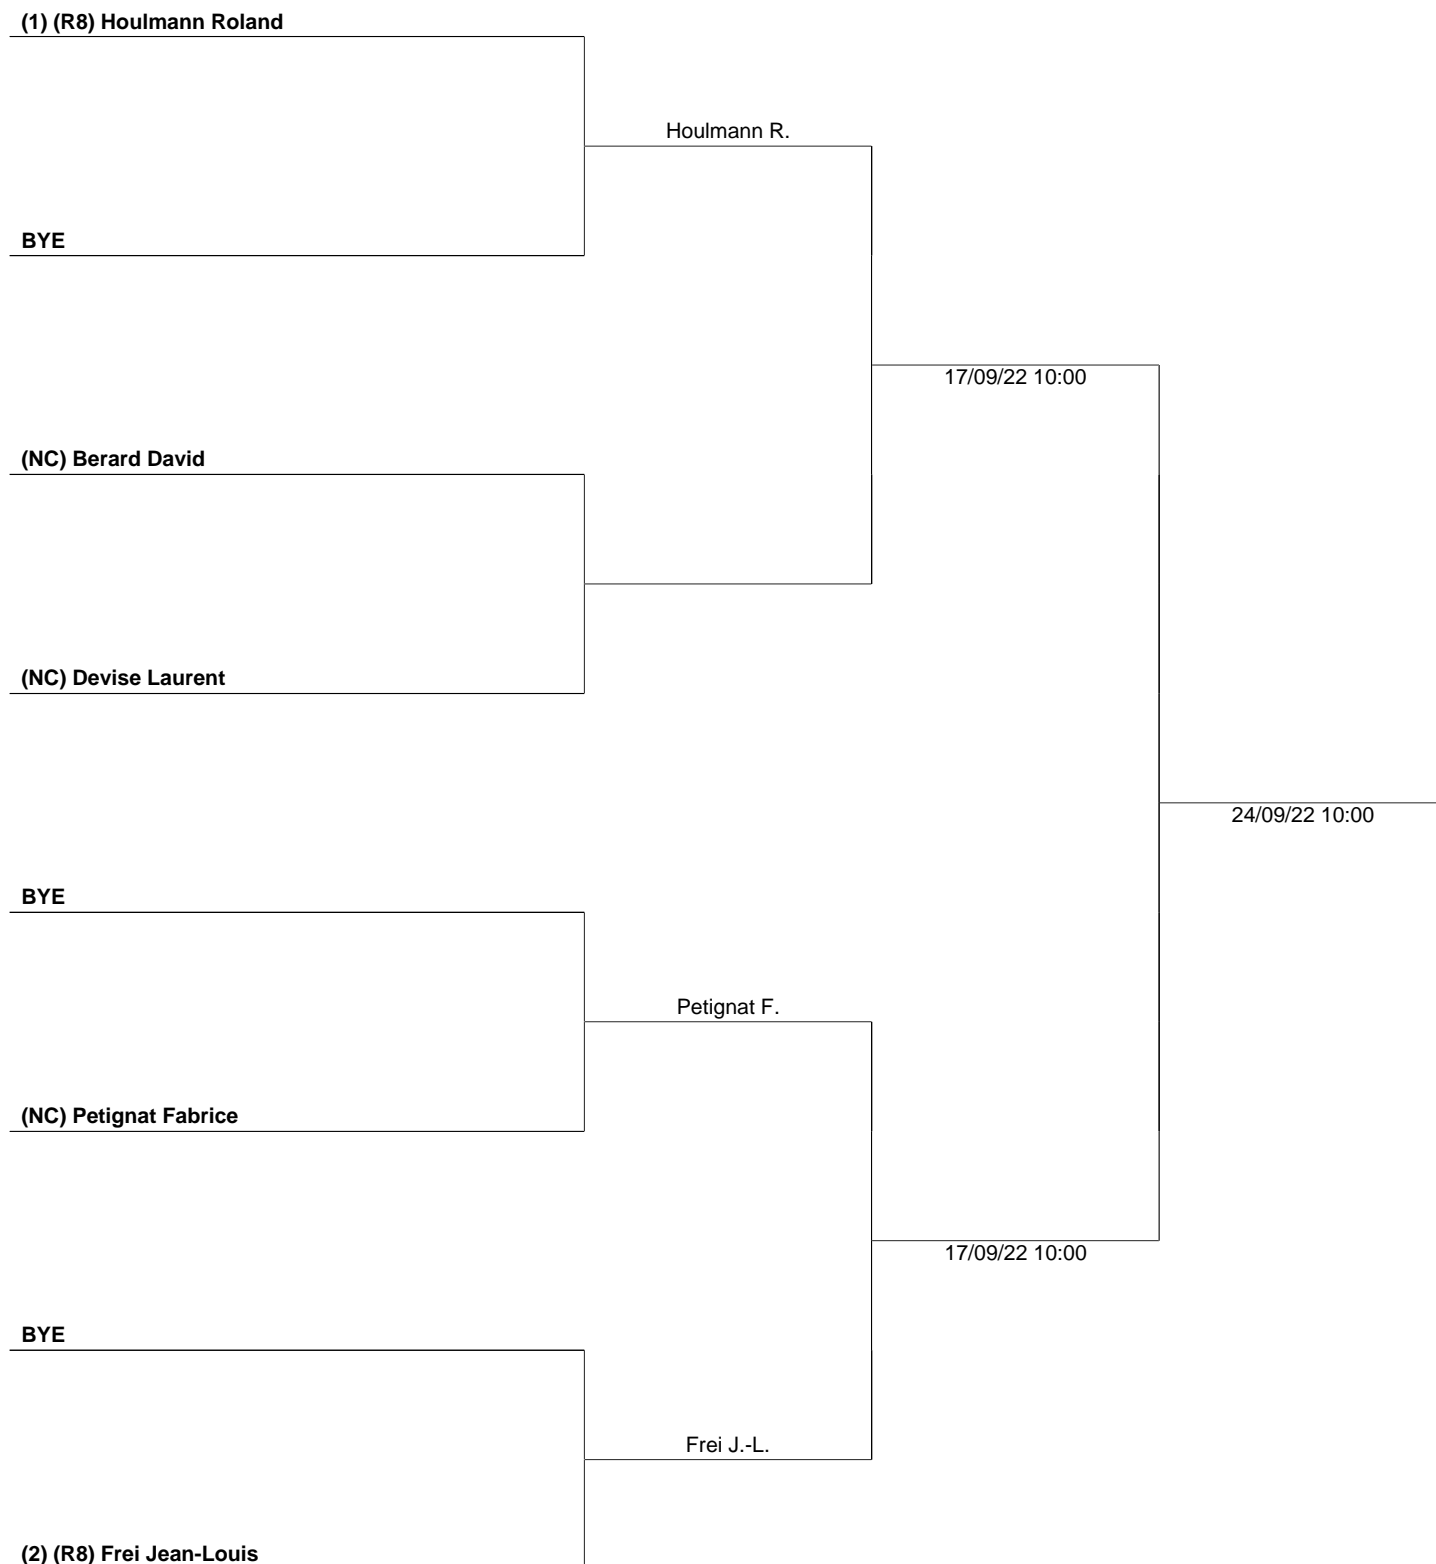 (1) (R8) Houlmann Roland
Houlmann R.
BYE
17/09/22 10:00
(NC) Berard David
(NC) Devise Laurent
24/09/22 10:00
BYE
Petignat F.
(NC) Petignat Fabrice
17/09/22 10:00
BYE
Frei J.-L.
(2) (R8) Frei Jean-Louis